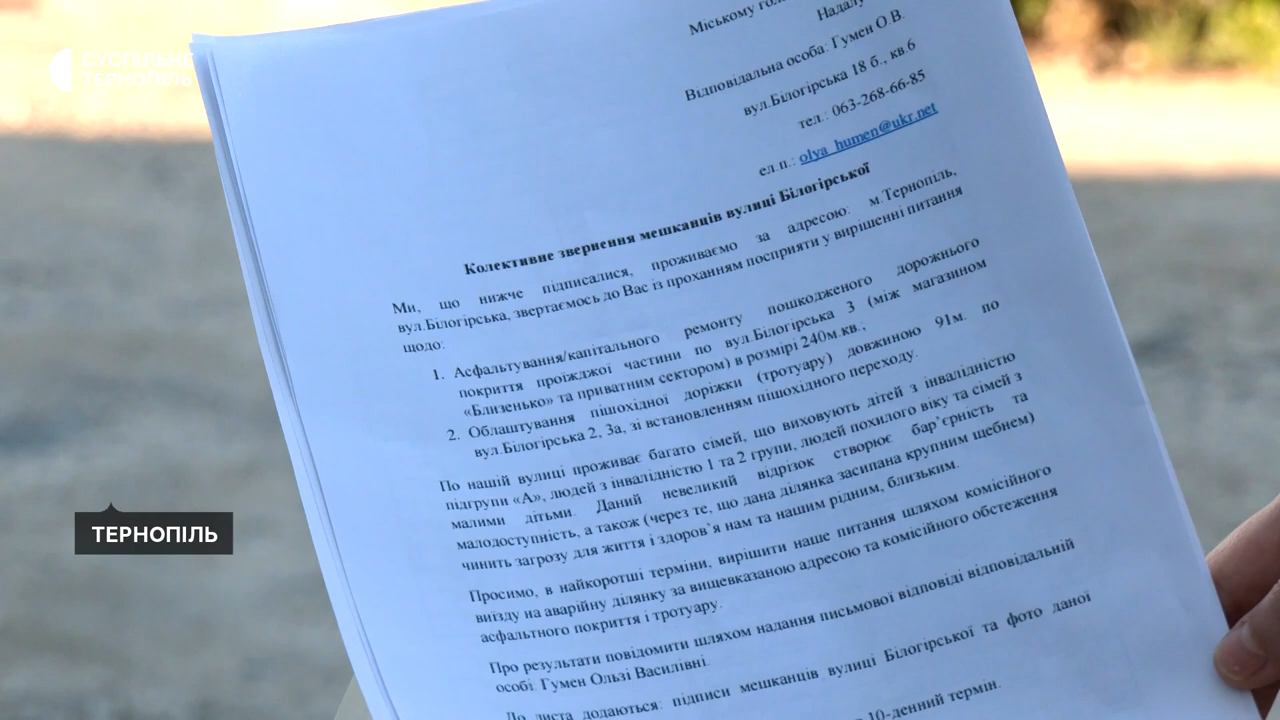 СУСПІЛЬНЕ
ТЕРНОПІЛЬ
Міському
Надалу
Відповідальна особа: Гумен О.В.
вул.Білогірська 18 б., кв.6
тел.: 063-268-66-85
ел.п.: olya_humen@ukr.net
Колективне звернення мешканців вулиці Білогірської
Ми, що нижче підписалися, проживаємо за адресою: м.Тернопіль,
вул.Білогірська, звертаємось до Вас із проханням посприяти у вирішенні питання
щодо:
1. Асфальтування/капітального ремонту пошкодженого дорожнього
покриття проїжджої частини по вул.Білогірська 3 (між магазином
«Близенько» та приватним сектором) в розмірі 240м.кв.;
2. Облаштування пішохідної доріжки (тротуару) довжиною 91м. по
вул.Білогірська 2, 3а, зі встановленням пішохідного переходу.
По нашій вулиці проживає багато сімей, що виховують дітей з інвалідністю
підгрупи «А», людей з інвалідністю 1 та 2 групи, людей похилого віку та сімей з
малими дітьми. Даний невеликий відрізок створює бар`єрність та
малодоступність, а також (через те, що дана ділянка засипана крупним щебнем)
чинить загрозу для життя і здоров`я нам та нашим рідним, близьким.
Просимо, в найкоротші терміни, вирішити наше питання шляхом комісійного
виїзду на аварійну ділянку за вищевказаною адресою та комісійного обстеження
асфальтного покриття і тротуару.
Про результати повідомити шляхом надання письмової відповіді відповідальній
особі: Гумен Ользі Василівні.
До листа додаються: підписи мешканців вулиці Білогірської та фото даної
10-денний термін.
ТЕРНОПІЛЬ